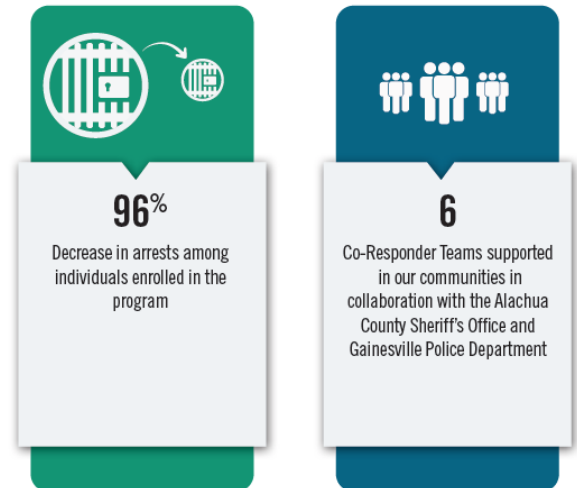 96%
Decrease in arrests among
individuals enrolled in the
program
6
Co-Responder Teams supported
in our communities in
collaboration with the Alachua
County Sheriff's Office and
Gainesville Police Department